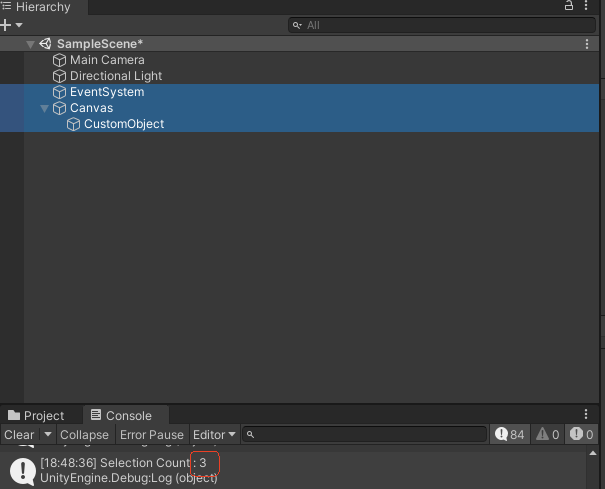 Hierarchy
All
SampleScene*
Main Camera
Directional Light
EventSystem
Canvas
CustomObject
Project
Console
Clear
Collapse
Error Pause
Editor
84
0
0
[18:48:36] Selection Count : 3
UnityEngine.Debug:Log (object)